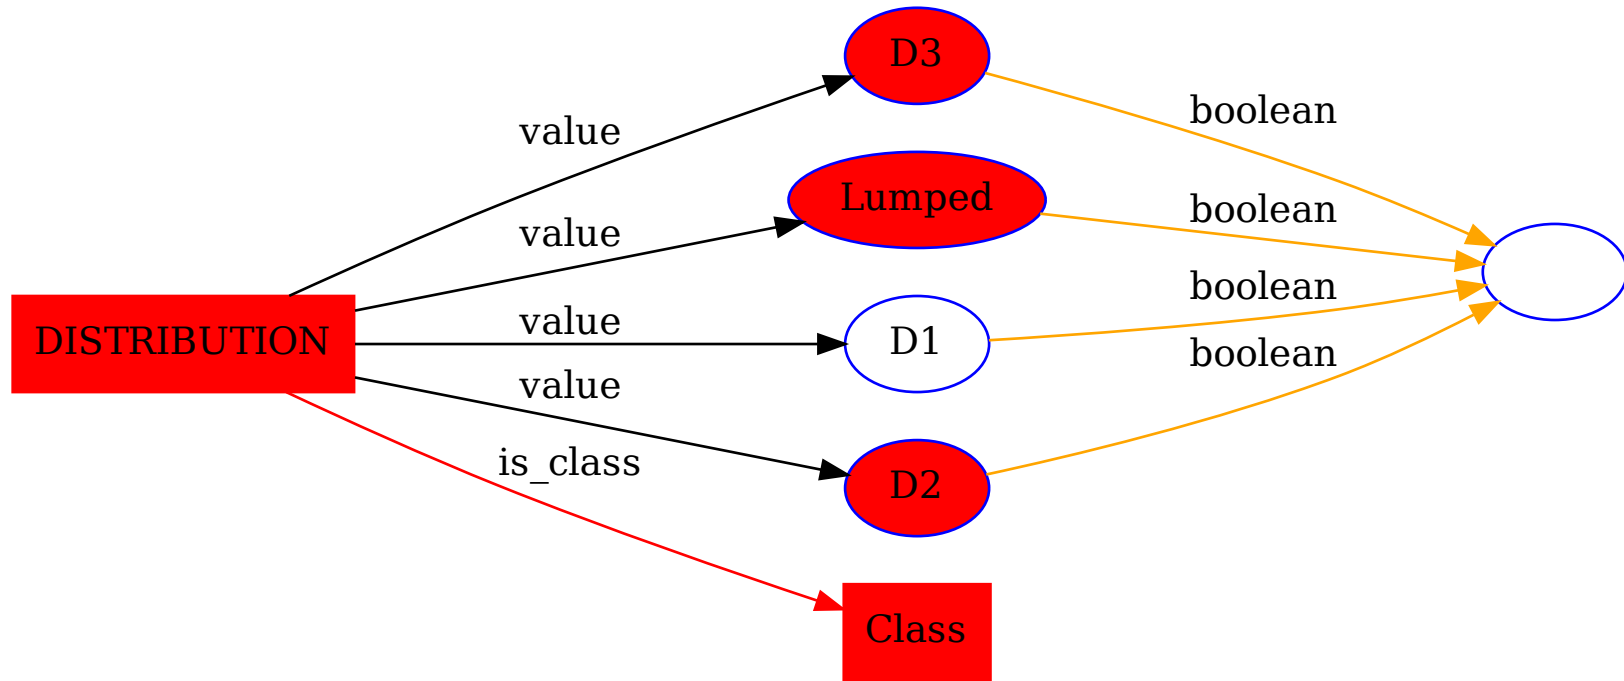 D3
boolean
value
Lumped
boolean
value
boolean
DISTRIBUTION
value
D1
boolean
value
is_class
D2
Class